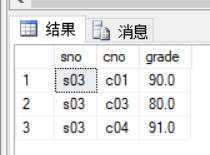 结果 消息
sno cno grade
1 s03 c01 90.0
2 s03 c03 80.0
3 s03 c04 91.0